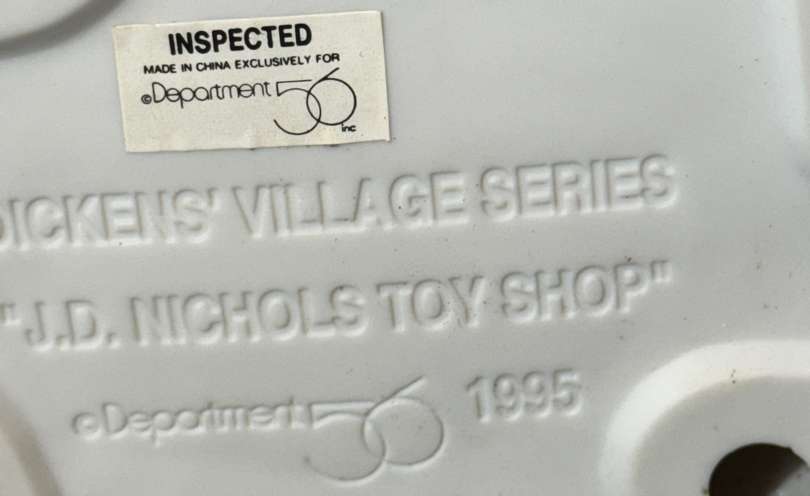 INSPECTED
MADE IN CHINA EXCLUSIVELY FOR
©Department 56
inc
DICKENS' VILLAGE SERIES
"J.D. NICHOLS TOY SHOP"
©Department 56 1995